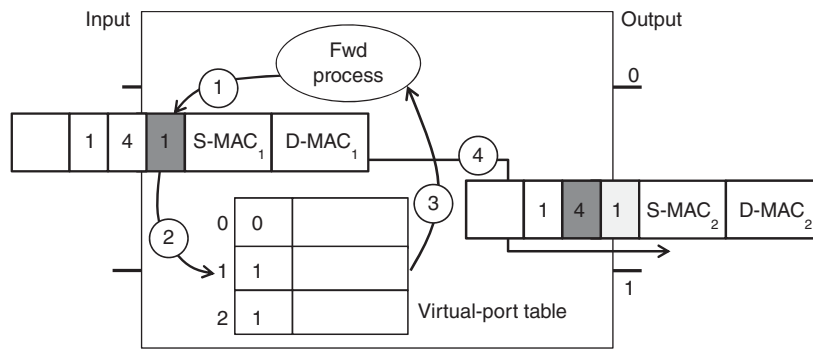 Input
Output
Fwd
process
0
1
1 4 1 S-MAC1 D-MAC1
4
1 4 1 S-MAC2 D-MAC2
2
3
0 0
1 1
2 1
Virtual-port table
1